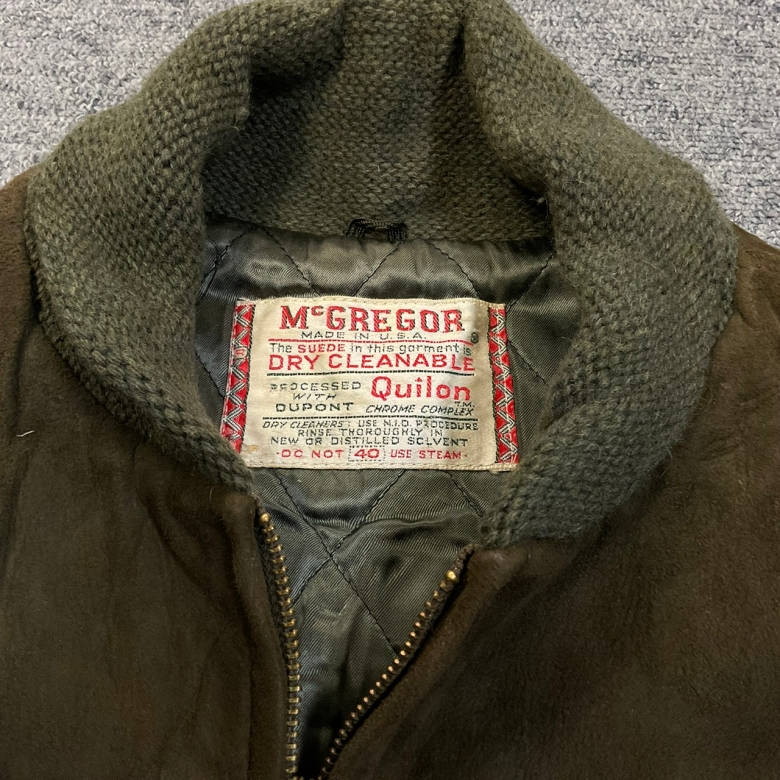 McGREGOR
MADE IN U.S.A.
The SUEDE in this garment is
DRY CLEANABLE
PROCESSED WITH DUPONT
Quilon T.M.
CHROME COMPLEX
DRY CLEANERS: USE N.I.D. PROCEDURE
RINSE THOROUGHLY IN
NEW OR DISTILLED SOLVENT
·DO NOT 40 USE STEAM·